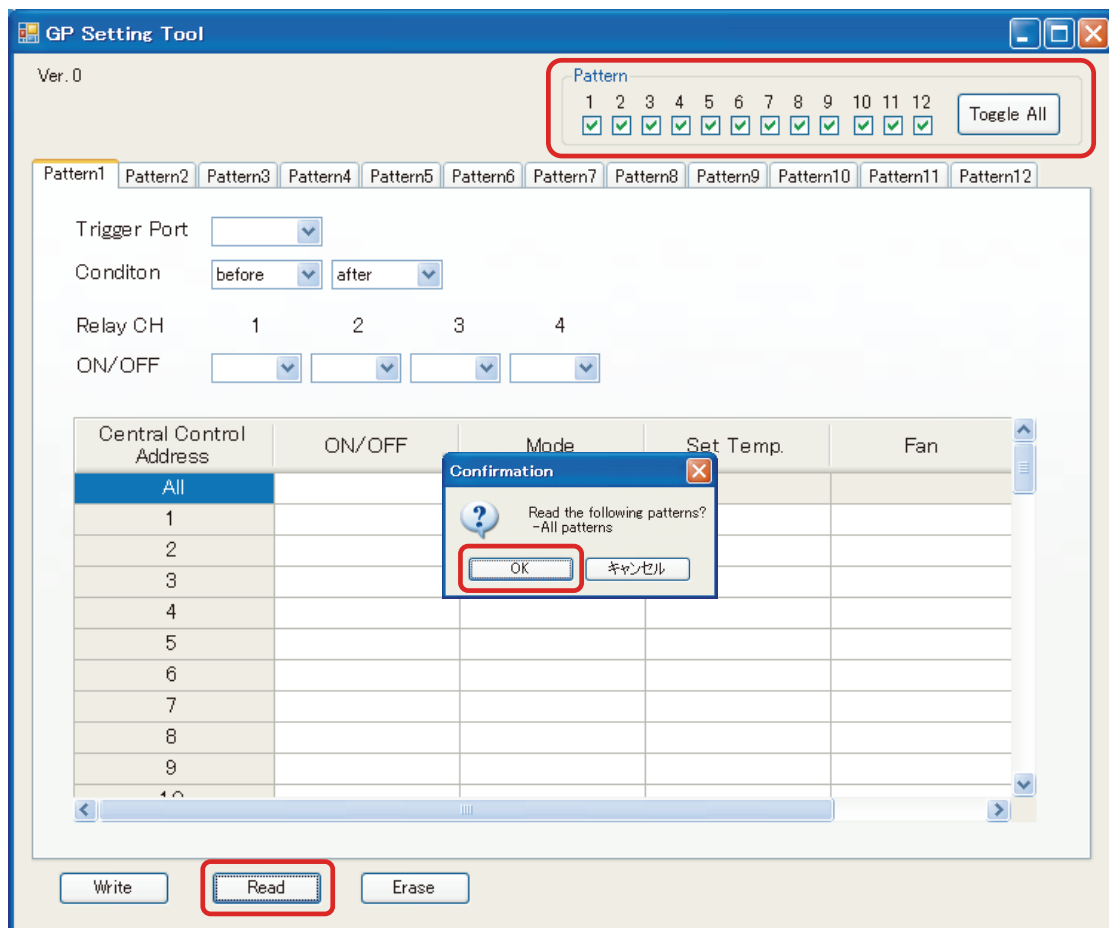 GP Setting Tool
Ver. 0
Pattern
1 2 3 4 5 6 7 8 9 10 11 12
Toggle All
Pattern1 Pattern2 Pattern3 Pattern4 Pattern5 Pattern6 Pattern7 Pattern8 Pattern9 Pattern10 Pattern11 Pattern12
Trigger Port
Conditon before after
Relay CH 1 2 3 4
ON/OFF
Central Control
Address
ON/OFF Mode Set Temp. Fan
All
1
2
3
4
5
6
7
8
9
10
Confirmation
Read the following patterns?
-All patterns
OK キャンセル
Write Read Erase